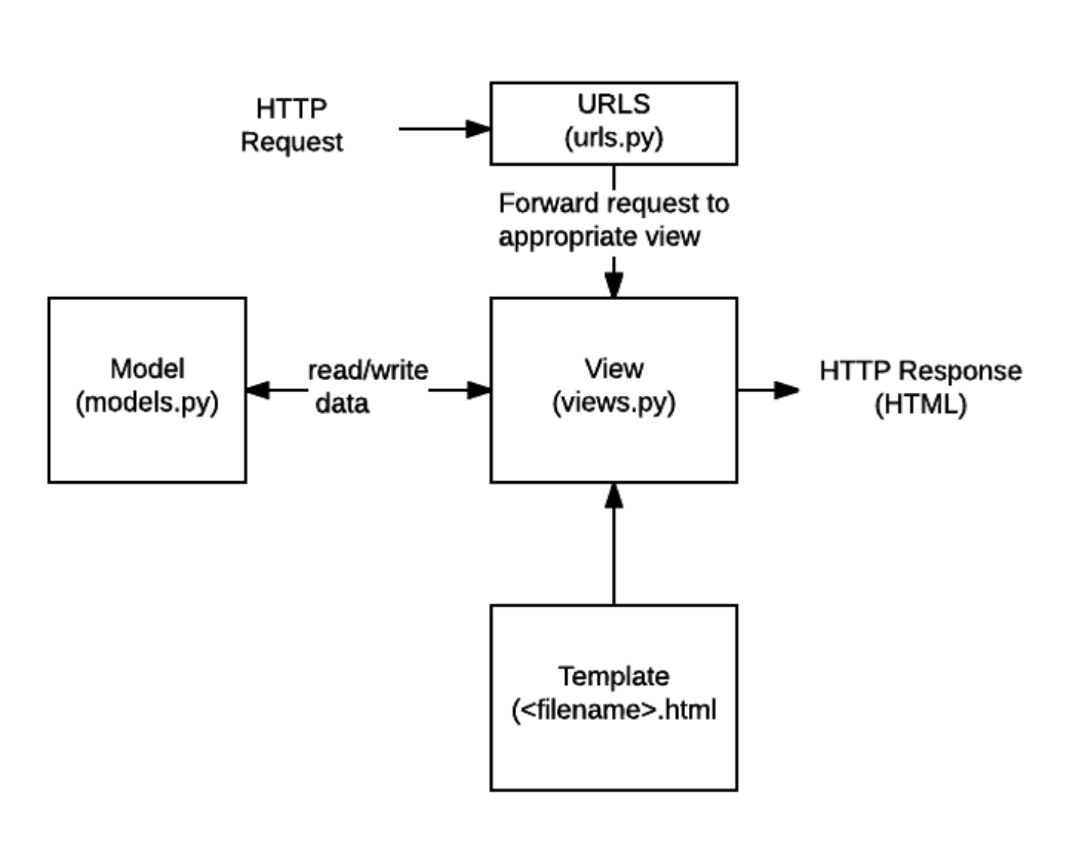 HTTP
Request
URLS
(urls.py)
Forward request to
appropriate view
Model
(models.py)
read/write
data
View
(views.py)
HTTP Response
(HTML)
Template
(<filename>.html